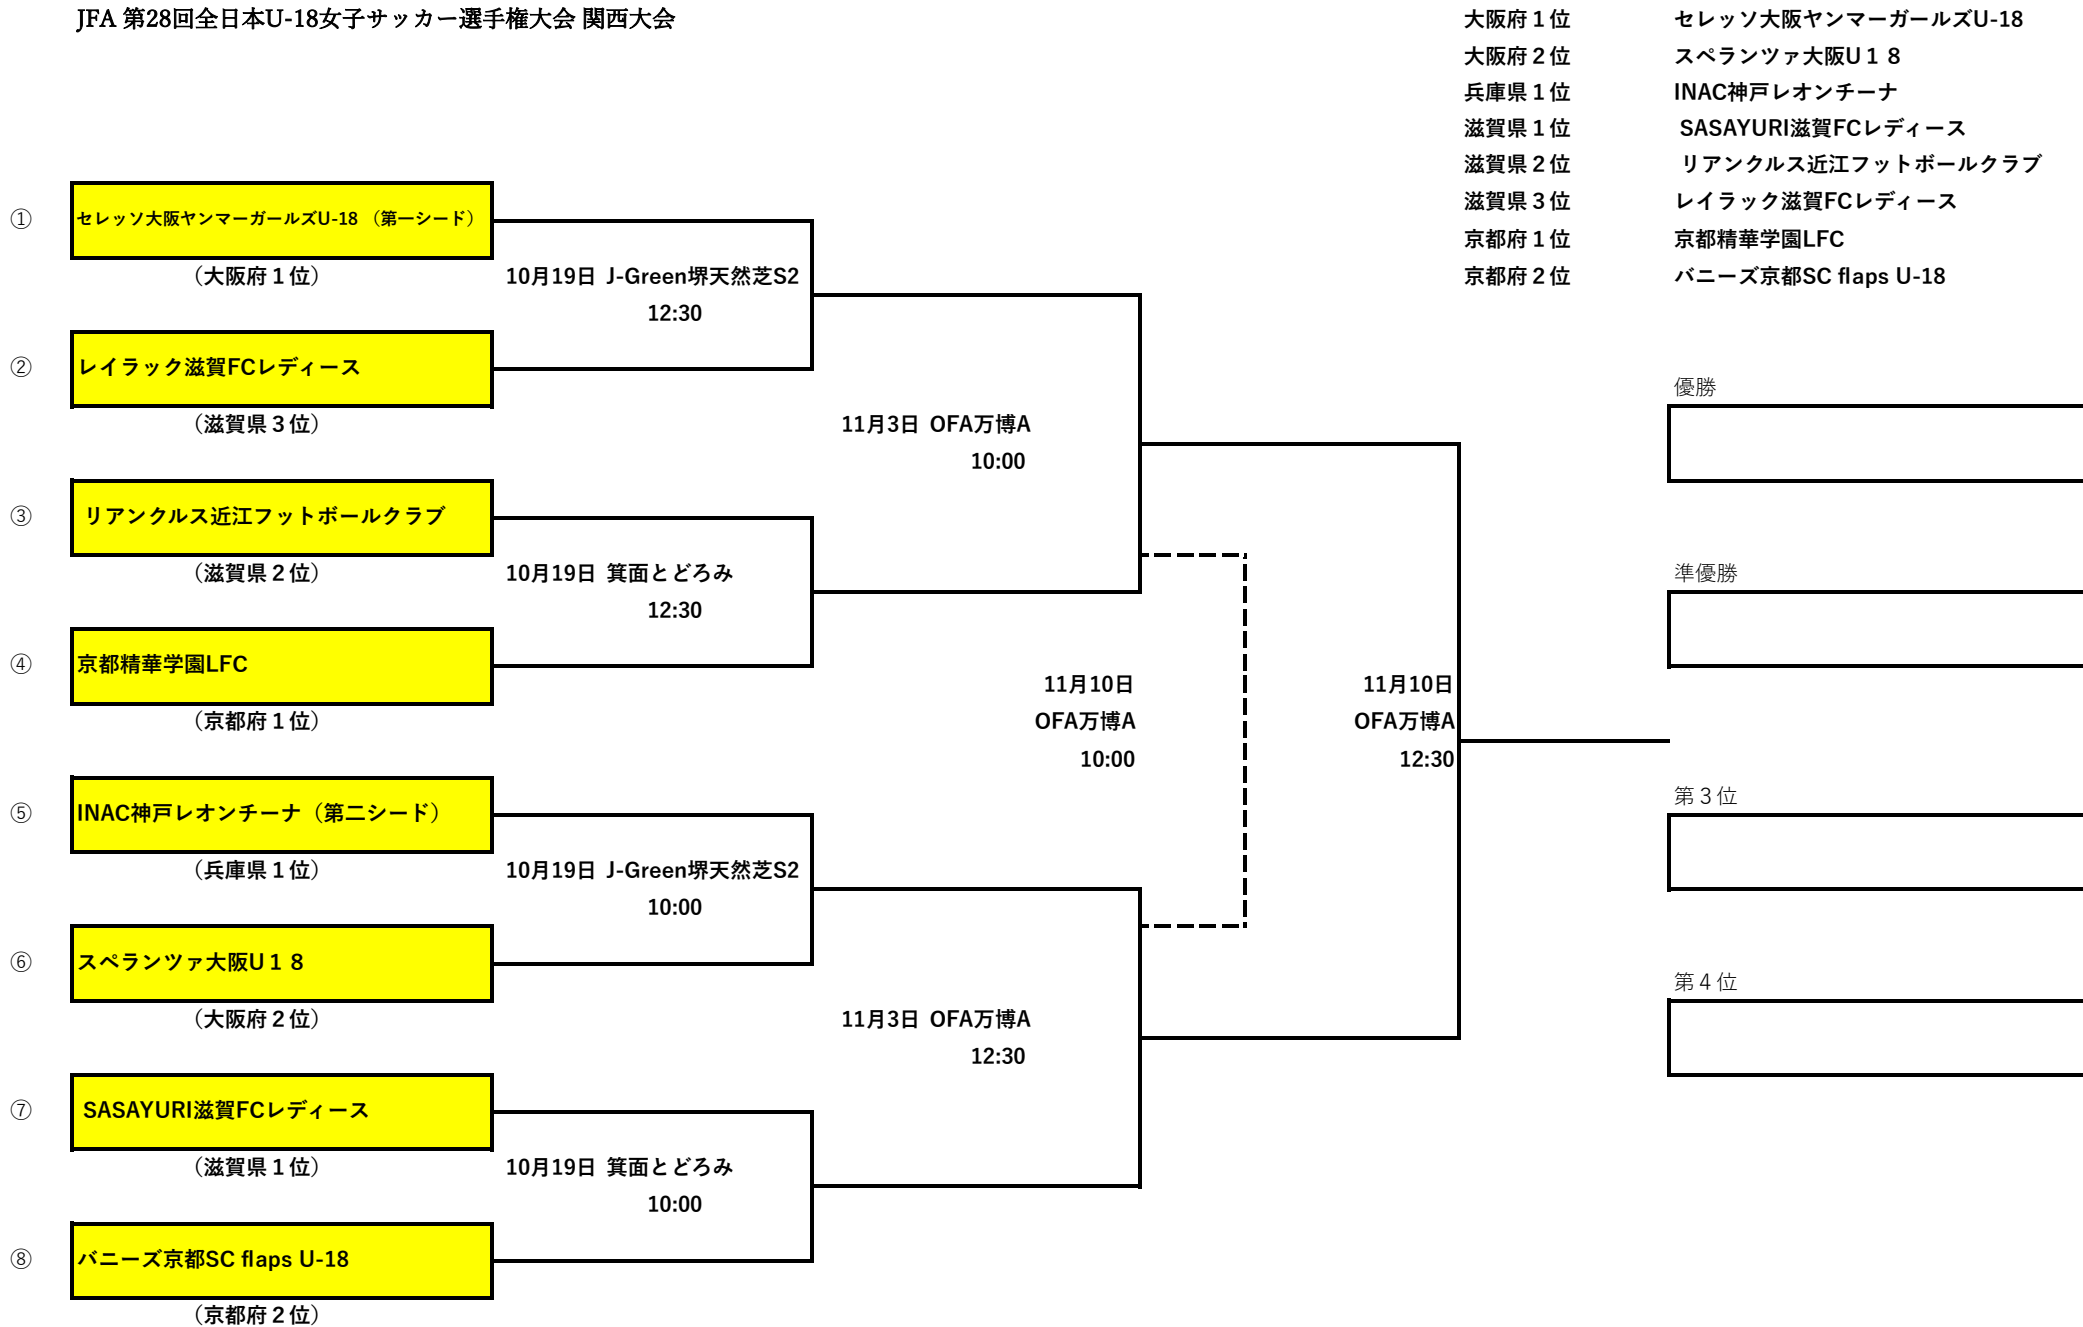 JFA 第28回全日本U-18女子サッカー選手権大会 関西大会
大阪府１位 セレッソ大阪ヤンマーガールズU-18
大阪府２位 スペランツァ大阪U１８
兵庫県１位 INAC神戸レオンチーナ
滋賀県１位 SASAYURI滋賀FCレディース
滋賀県２位 リアンクルス近江フットボールクラブ
滋賀県３位 レイラック滋賀FCレディース
京都府１位 京都精華学園LFC
京都府２位 バニーズ京都SC flaps U-18
① セレッソ大阪ヤンマーガールズU-18 （第一シード）
（大阪府１位）
10月19日 J-Green堺天然芝S2
12:30
② レイラック滋賀FCレディース
（滋賀県３位）
11月3日 OFA万博A
10:00
③ リアンクルス近江フットボールクラブ
（滋賀県２位）
10月19日 箕面とどろみ
12:30
④ 京都精華学園LFC
（京都府１位）
11月10日
OFA万博A
10:00
11月10日
OFA万博A
12:30
⑤ INAC神戸レオンチーナ（第二シード）
（兵庫県１位）
10月19日 J-Green堺天然芝S2
10:00
⑥ スペランツァ大阪U１８
（大阪府２位）
11月3日 OFA万博A
12:30
⑦ SASAYURI滋賀FCレディース
（滋賀県１位）
10月19日 箕面とどろみ
10:00
⑧ バニーズ京都SC flaps U-18
（京都府２位）
優勝
準優勝
第３位
第４位